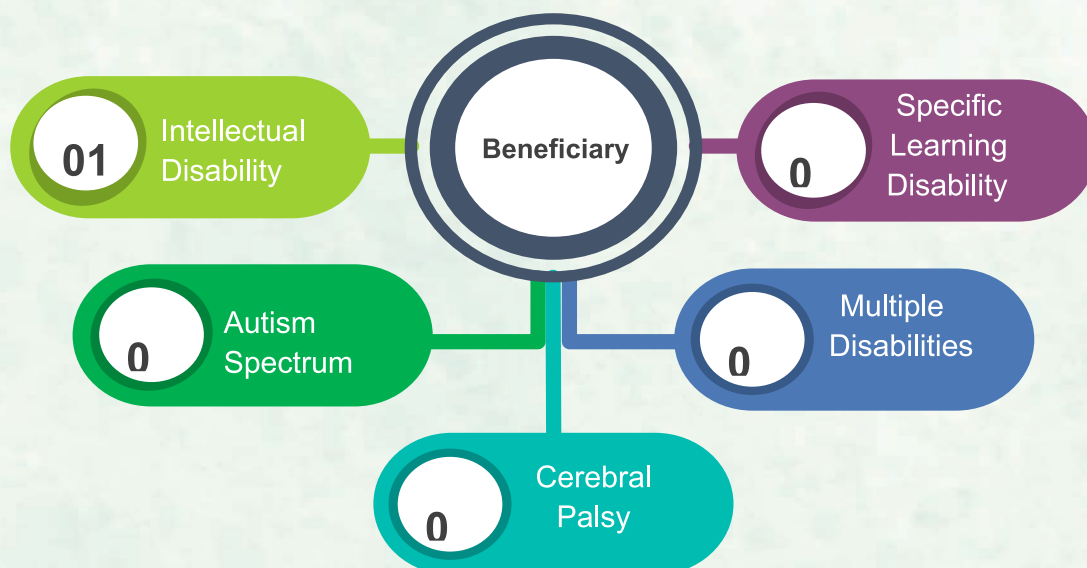 Beneficiary
01
Intellectual
Disability
0
Specific
Learning
Disability
0
Autism
Spectrum
0
Multiple
Disabilities
0
Cerebral
Palsy